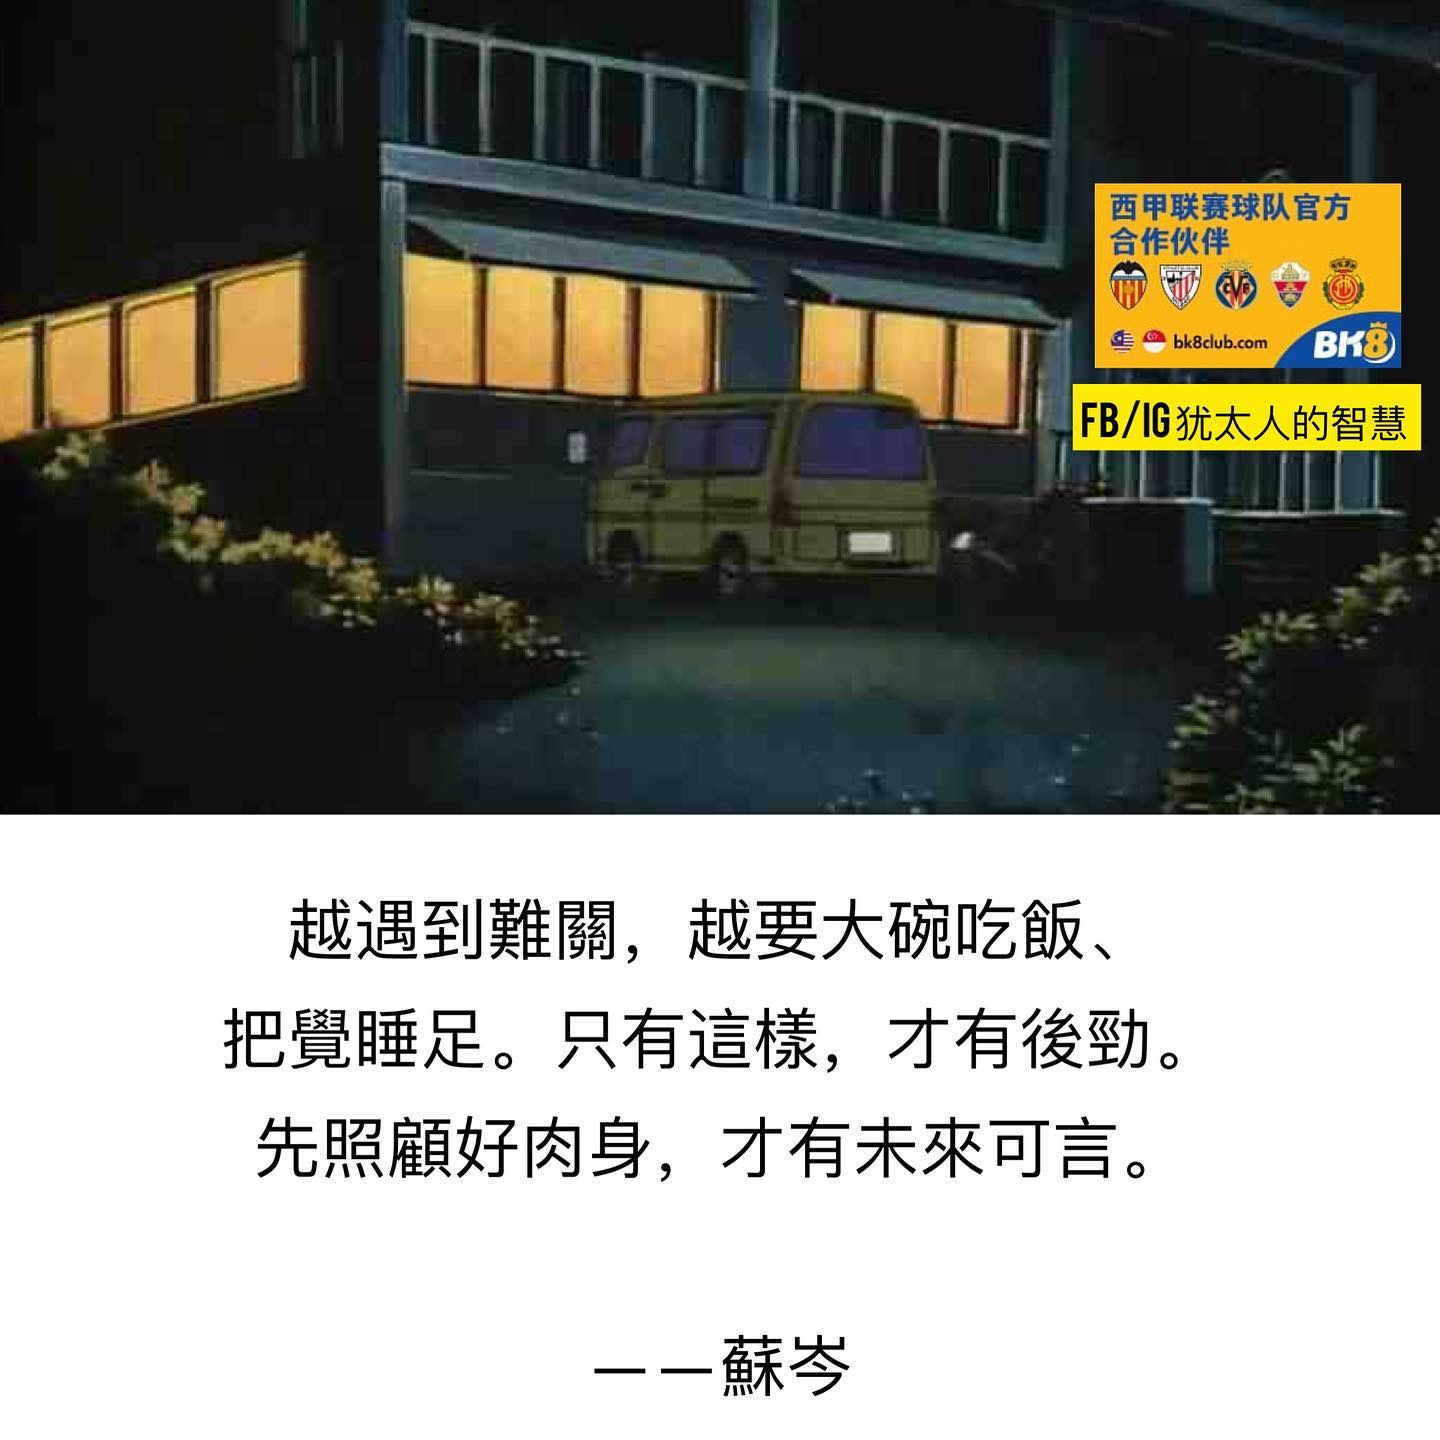 西甲联赛球队官方
合作伙伴
bk8club.com
BK8
FB/IG犹太人的智慧
越遇到難關，越要大碗吃飯、
把覺睡足。只有這樣，才有後勁。
先照顧好肉身，才有未來可言。
——蘇岑